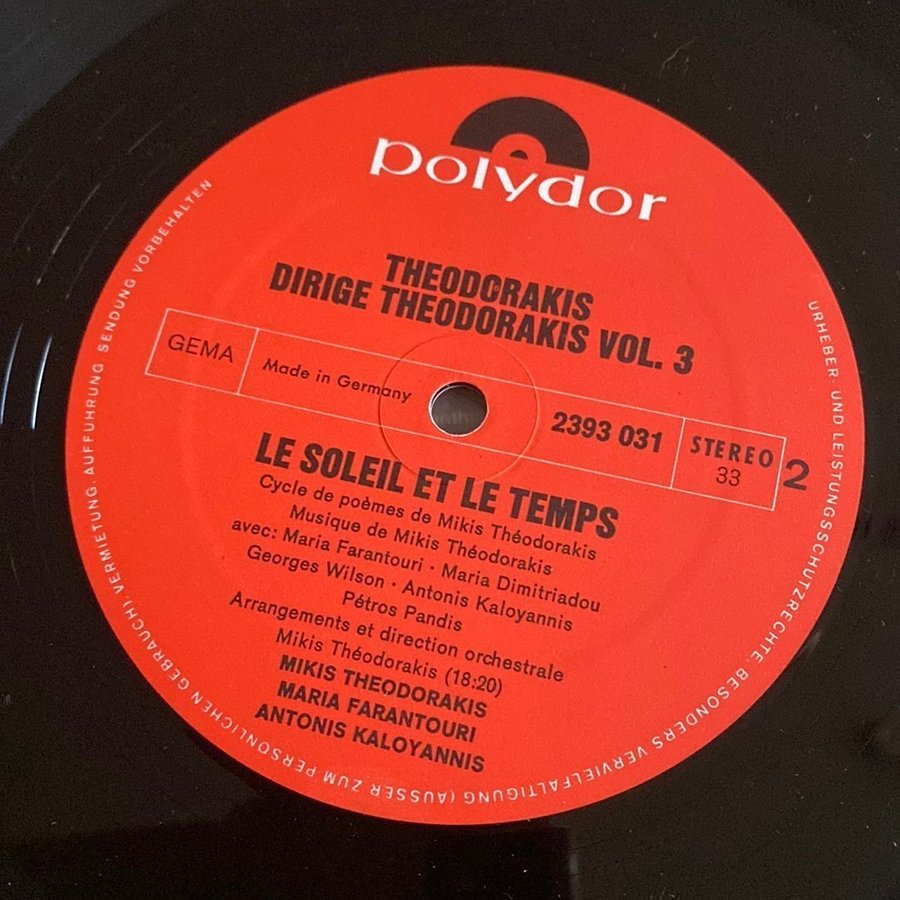 polydor
THEODORAKIS
DIRIGE THEODORAKIS VOL. 3
GEMA
Made in Germany
2393 031
STEREO
33
2
LE SOLEIL ET LE TEMPS
Cycle de poèmes de Mikis Théodorakis
Musique de Mikis Théodorakis
avec: Maria Farantouri · Maria Dimitriadou
Georges Wilson · Antonis Kaloyannis
Pétros Pandis
Arrangements et direction orchestrale
Mikis Théodorakis (18:20)
MIKIS THEODORAKIS
MARIA FARANTOURI
ANTONIS KALOYANNIS
URHEBER- UND LEISTUNGSSCHUTZRECHTE, BESONDERS VERVIELFÄLTIGUNG (AUSSER ZUM PERSÖNLICHEN GEBRAUCH), VERMIETUNG, AUFFÜHRUNG, SENDUNG VORBEHALTEN